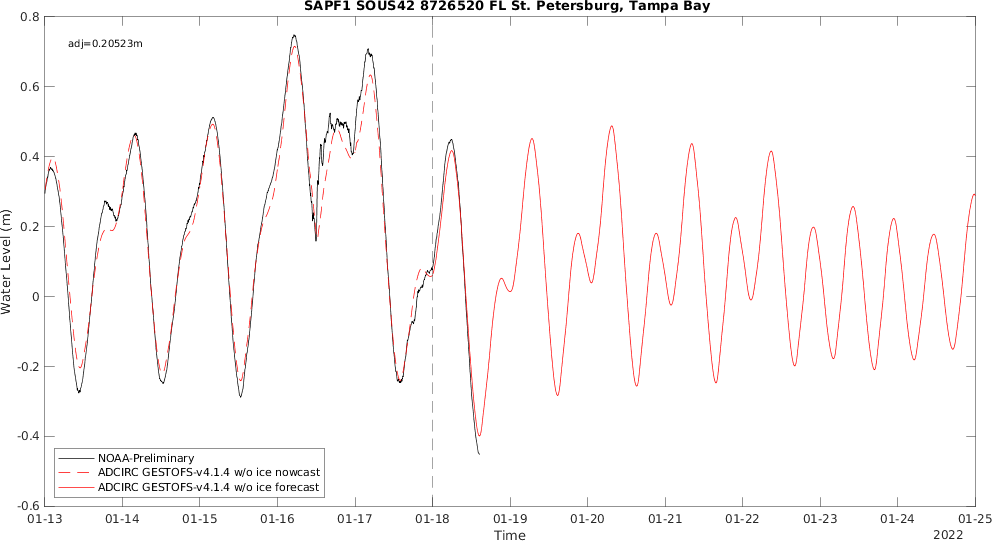 SAPF1 SOUS42 8726520 FL St. Petersburg, Tampa Bay
adj=0.20523m
0.8
0.6
0.4
0.2
0
-0.2
-0.4
-0.6
Water Level (m)
NOAA-Preliminary
ADCIRC GESTOFS-v4.1.4 w/o ice nowcast
ADCIRC GESTOFS-v4.1.4 w/o ice forecast
01-13 01-14 01-15 01-16 01-17 01-18 01-19 01-20 01-21 01-22 01-23 01-24 01-25
Time
2022